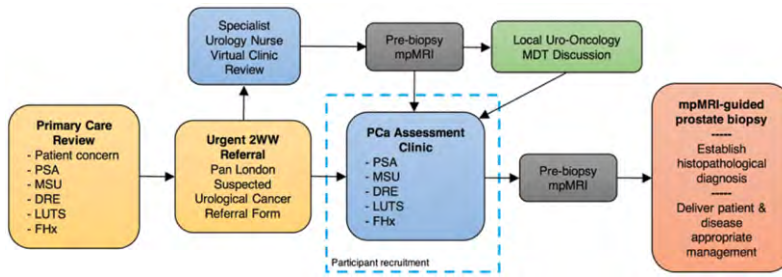 Specialist
Urology Nurse
Virtual Clinic
Review
Pre-biopsy
mpMRI
Local Uro-Oncology
MDT Discussion
Primary Care
Review
- Patient concern
- PSA
- MSU
- DRE
- LUTS
- FHx
Urgent 2WW
Referral
Pan London
Suspected
Urological Cancer
Referral Form
PCa Assessment
Clinic
- PSA
- MSU
- DRE
- LUTS
- FHx
Participant recruitment
Pre-biopsy
mpMRI
mpMRI-guided
prostate biopsy
-----
Establish
histopathological
diagnosis
-----
Deliver patient &
disease
appropriate
management